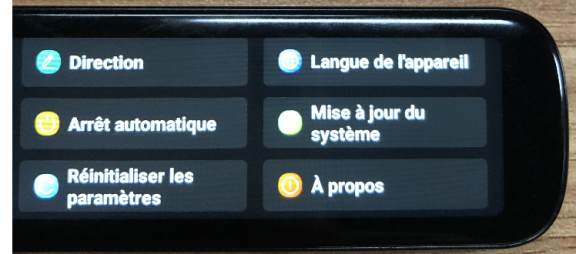 Direction
Langue de l'appareil
Arrêt automatique
Mise à jour du
système
Réinitialiser les
paramètres
À propos